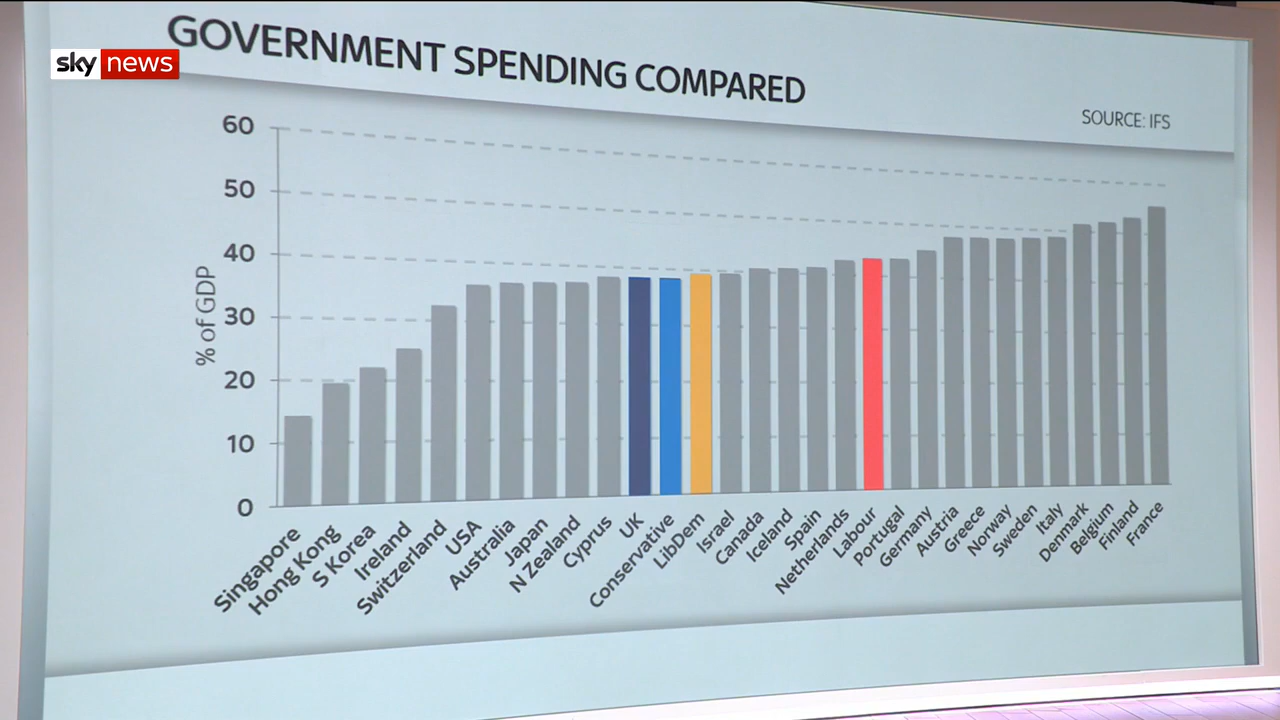 GOVERNMENT SPENDING COMPARED
sky news
SOURCE: IFS
60
50
40
30
20
10
0
% of GDP
Singapore
Hong Kong
S Korea
Ireland
Switzerland
USA
Australia
Japan
N Zealand
Cyprus
UK
Conservative
LibDem
Israel
Canada
Iceland
Spain
Netherlands
Labour
Portugal
Germany
Austria
Greece
Norway
Sweden
Italy
Denmark
Belgium
Finland
France